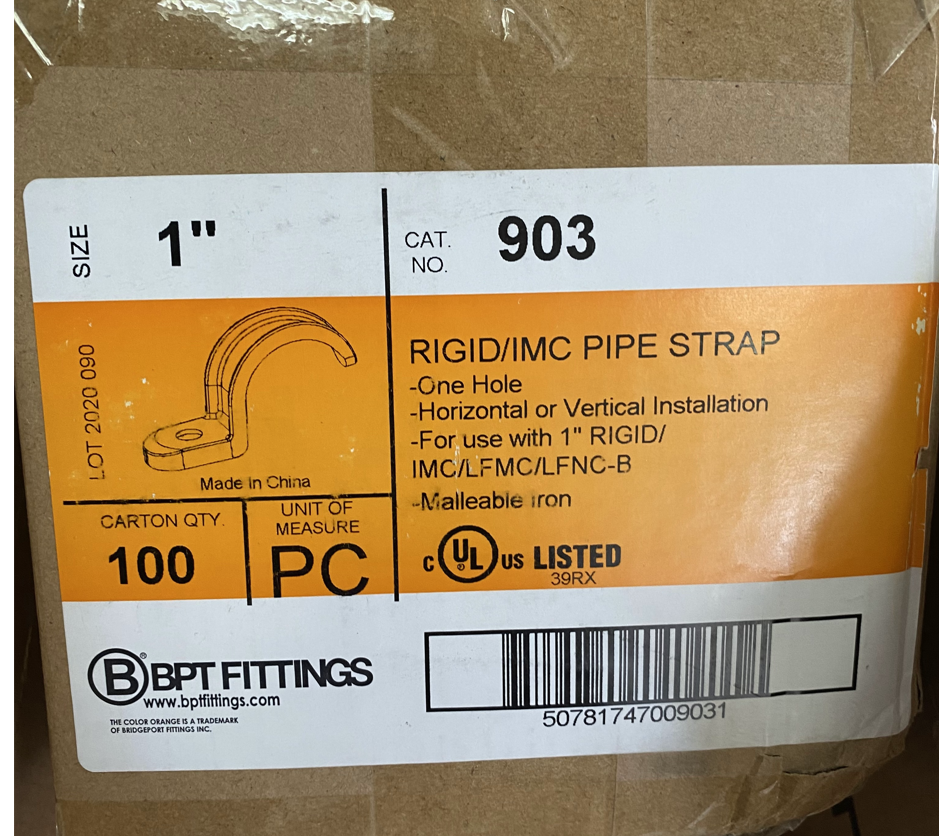 SIZE 1"
CAT. NO. 903
LOT 2020 090
Made in China
RIGID/IMC PIPE STRAP
-One Hole
-Horizontal or Vertical Installation
-For use with 1" RIGID/
IMC/LFMC/LFNC-B
-Malleable iron
CARTON QTY.
100
UNIT OF
MEASURE
PC
C UL® US LISTED
39RX
B® BPT FITTINGS
www.bptfittings.com
THE COLOR ORANGE IS A TRADEMARK
OF BRIDGEPORT FITTINGS INC.
50781747009031